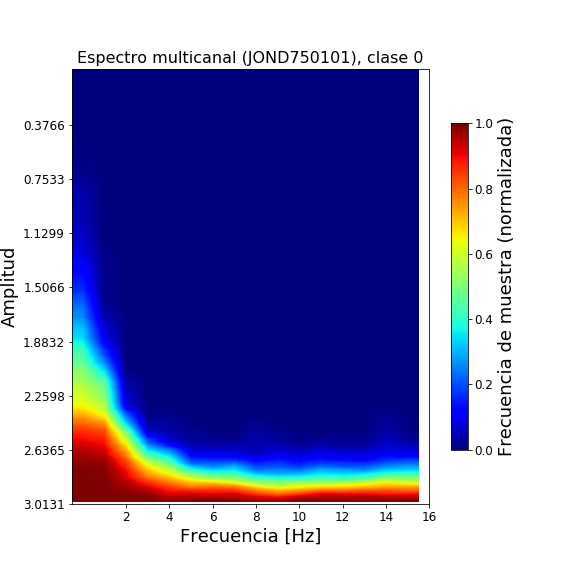 Espectro multicanal (JOND750101), clase 0
Amplitud
0.3766
0.7533
1.1299
1.5066
1.8832
2.2598
2.6365
3.0131
2 4 6 8 10 12 14 16
Frecuencia [Hz]
1.0
0.8
0.6
0.4
0.2
0.0
Frecuencia de muestra (normalizada)